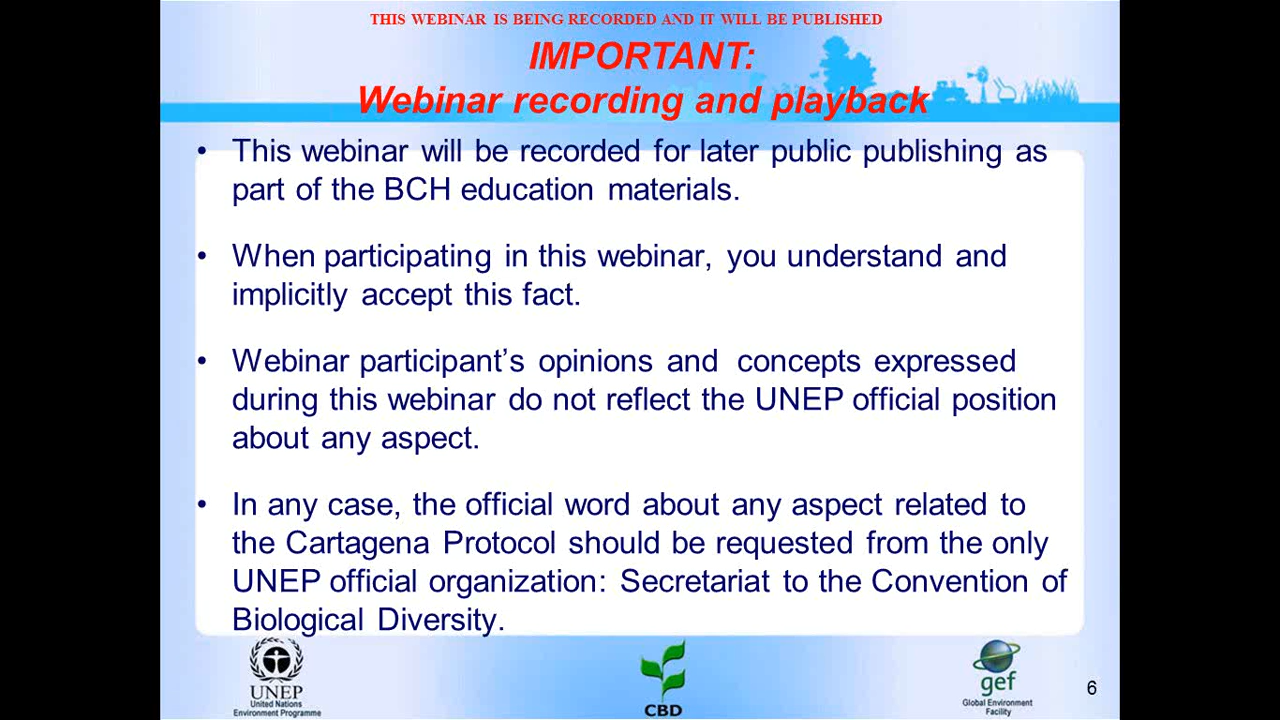 THIS WEBINAR IS BEING RECORDED AND IT WILL BE PUBLISHED
IMPORTANT:
Webinar recording and playback
• This webinar will be recorded for later public publishing as
part of the BCH education materials.
• When participating in this webinar, you understand and
implicitly accept this fact.
• Webinar participant’s opinions and concepts expressed
during this webinar do not reflect the UNEP official position
about any aspect.
• In any case, the official word about any aspect related to
the Cartagena Protocol should be requested from the only
UNEP official organization: Secretariat to the Convention of
Biological Diversity.
UNEP
United Nations
Environment Programme
CBD
gef
Global Environment
Facility
6